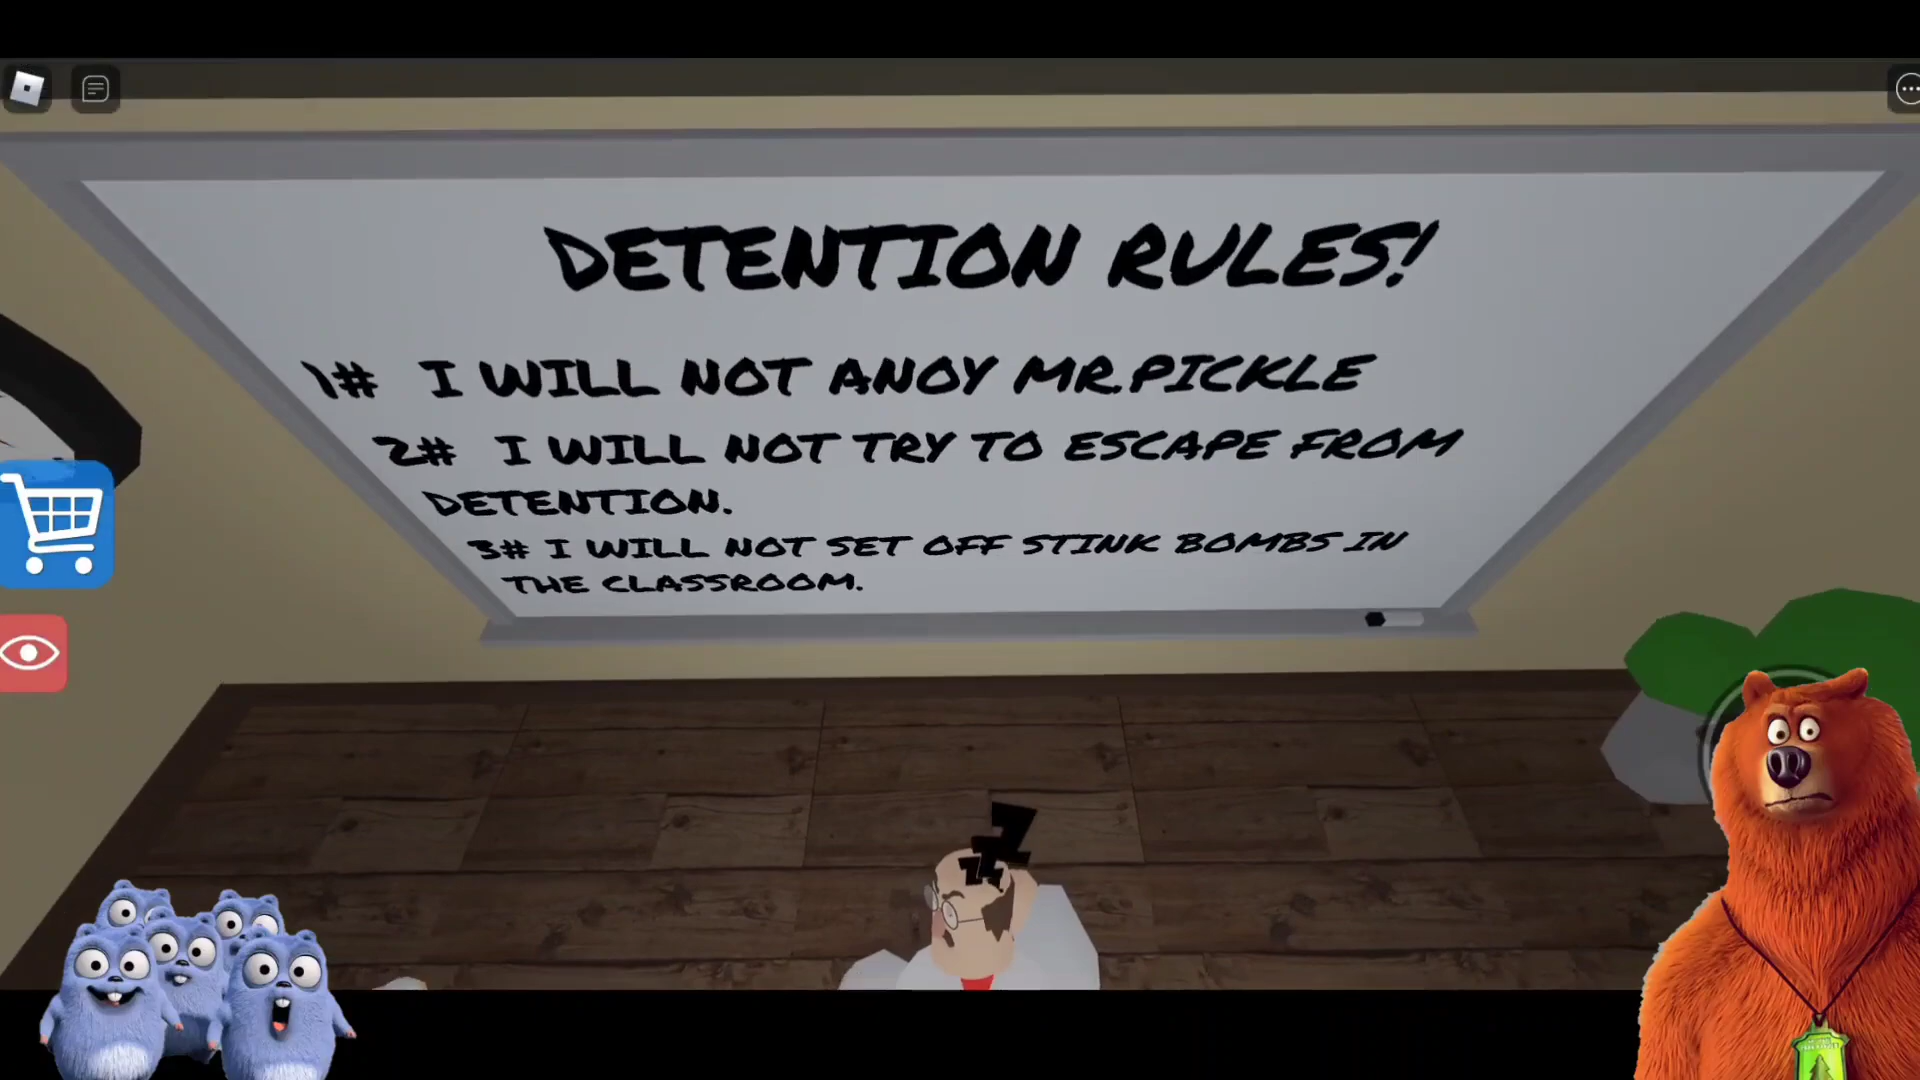 DETENTION RULES!
1# I WILL NOT ANOY MR.PICKLE
2# I WILL NOT TRY TO ESCAPE FROM
DETENTION.
3# I WILL NOT SET OFF STINK BOMBS IN
THE CLASSROOM.
Z
Z
Z